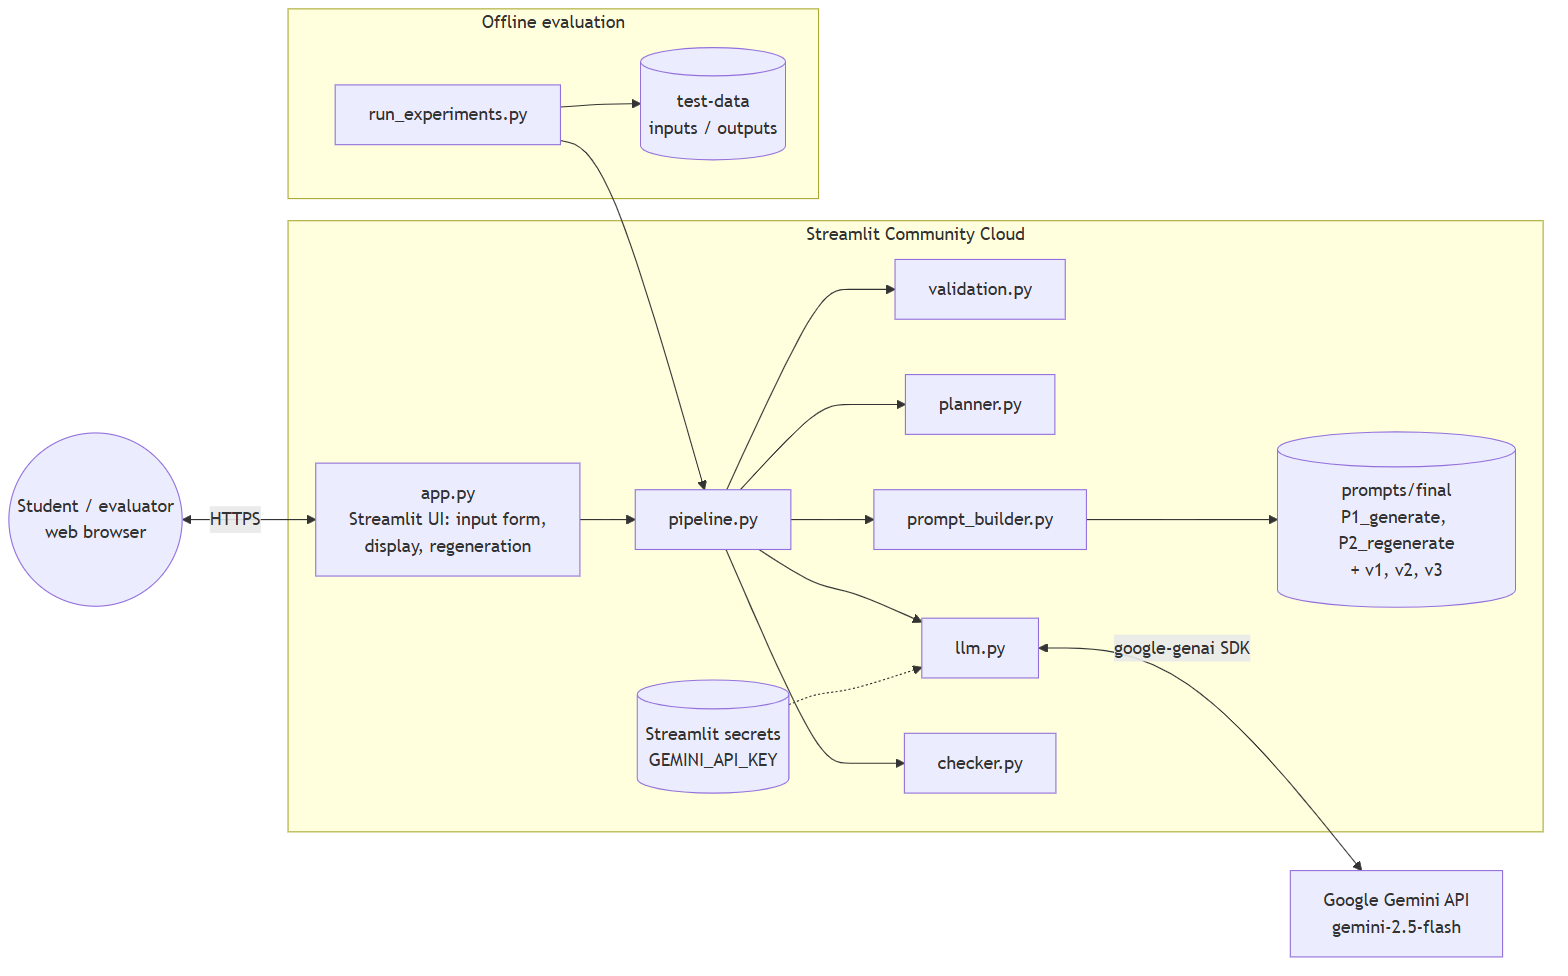 Offline evaluation
run_experiments.py
test-data
inputs / outputs
Streamlit Community Cloud
validation.py
planner.py
Student / evaluator
web browser
HTTPS
app.py
Streamlit UI: input form,
display, regeneration
pipeline.py
prompt_builder.py
prompts/final
P1_generate,
P2_regenerate
+ v1, v2, v3
llm.py
google-genai SDK
Streamlit secrets
GEMINI_API_KEY
checker.py
Google Gemini API
gemini-2.5-flash